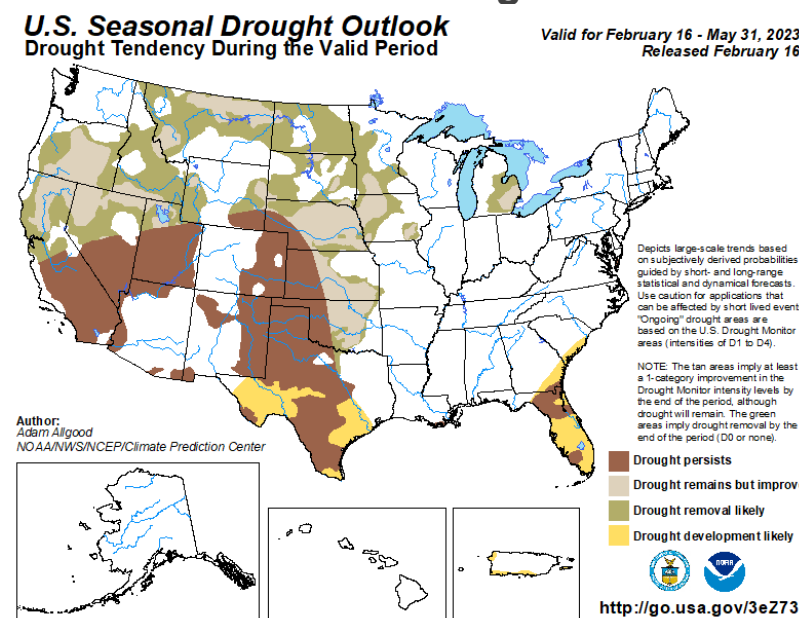 U.S. Seasonal Drought Outlook
Drought Tendency During the Valid Period
Valid for February 16 - May 31, 2023
Released February 16
Depicts large-scale trends based
on subjectively derived probabilities
guided by short- and long-range
statistical and dynamical forecasts.
Use caution for applications that
can be affected by short lived event
"Ongoing" drought areas are
based on the U.S. Drought Monitor
areas (intensities of D1 to D4).
NOTE: The tan areas imply at least
a 1-category improvement in the
Drought Monitor intensity levels by
the end of the period, although
drought will remain. The green
areas imply drought removal by the
end of the period (D0 or none).
Author:
Adam Allgood
NOAA/NWS/NCEP/Climate Prediction Center
Drought persists
Drought remains but improv
Drought removal likely
Drought development likely
NOAA
http://go.usa.gov/3eZ73